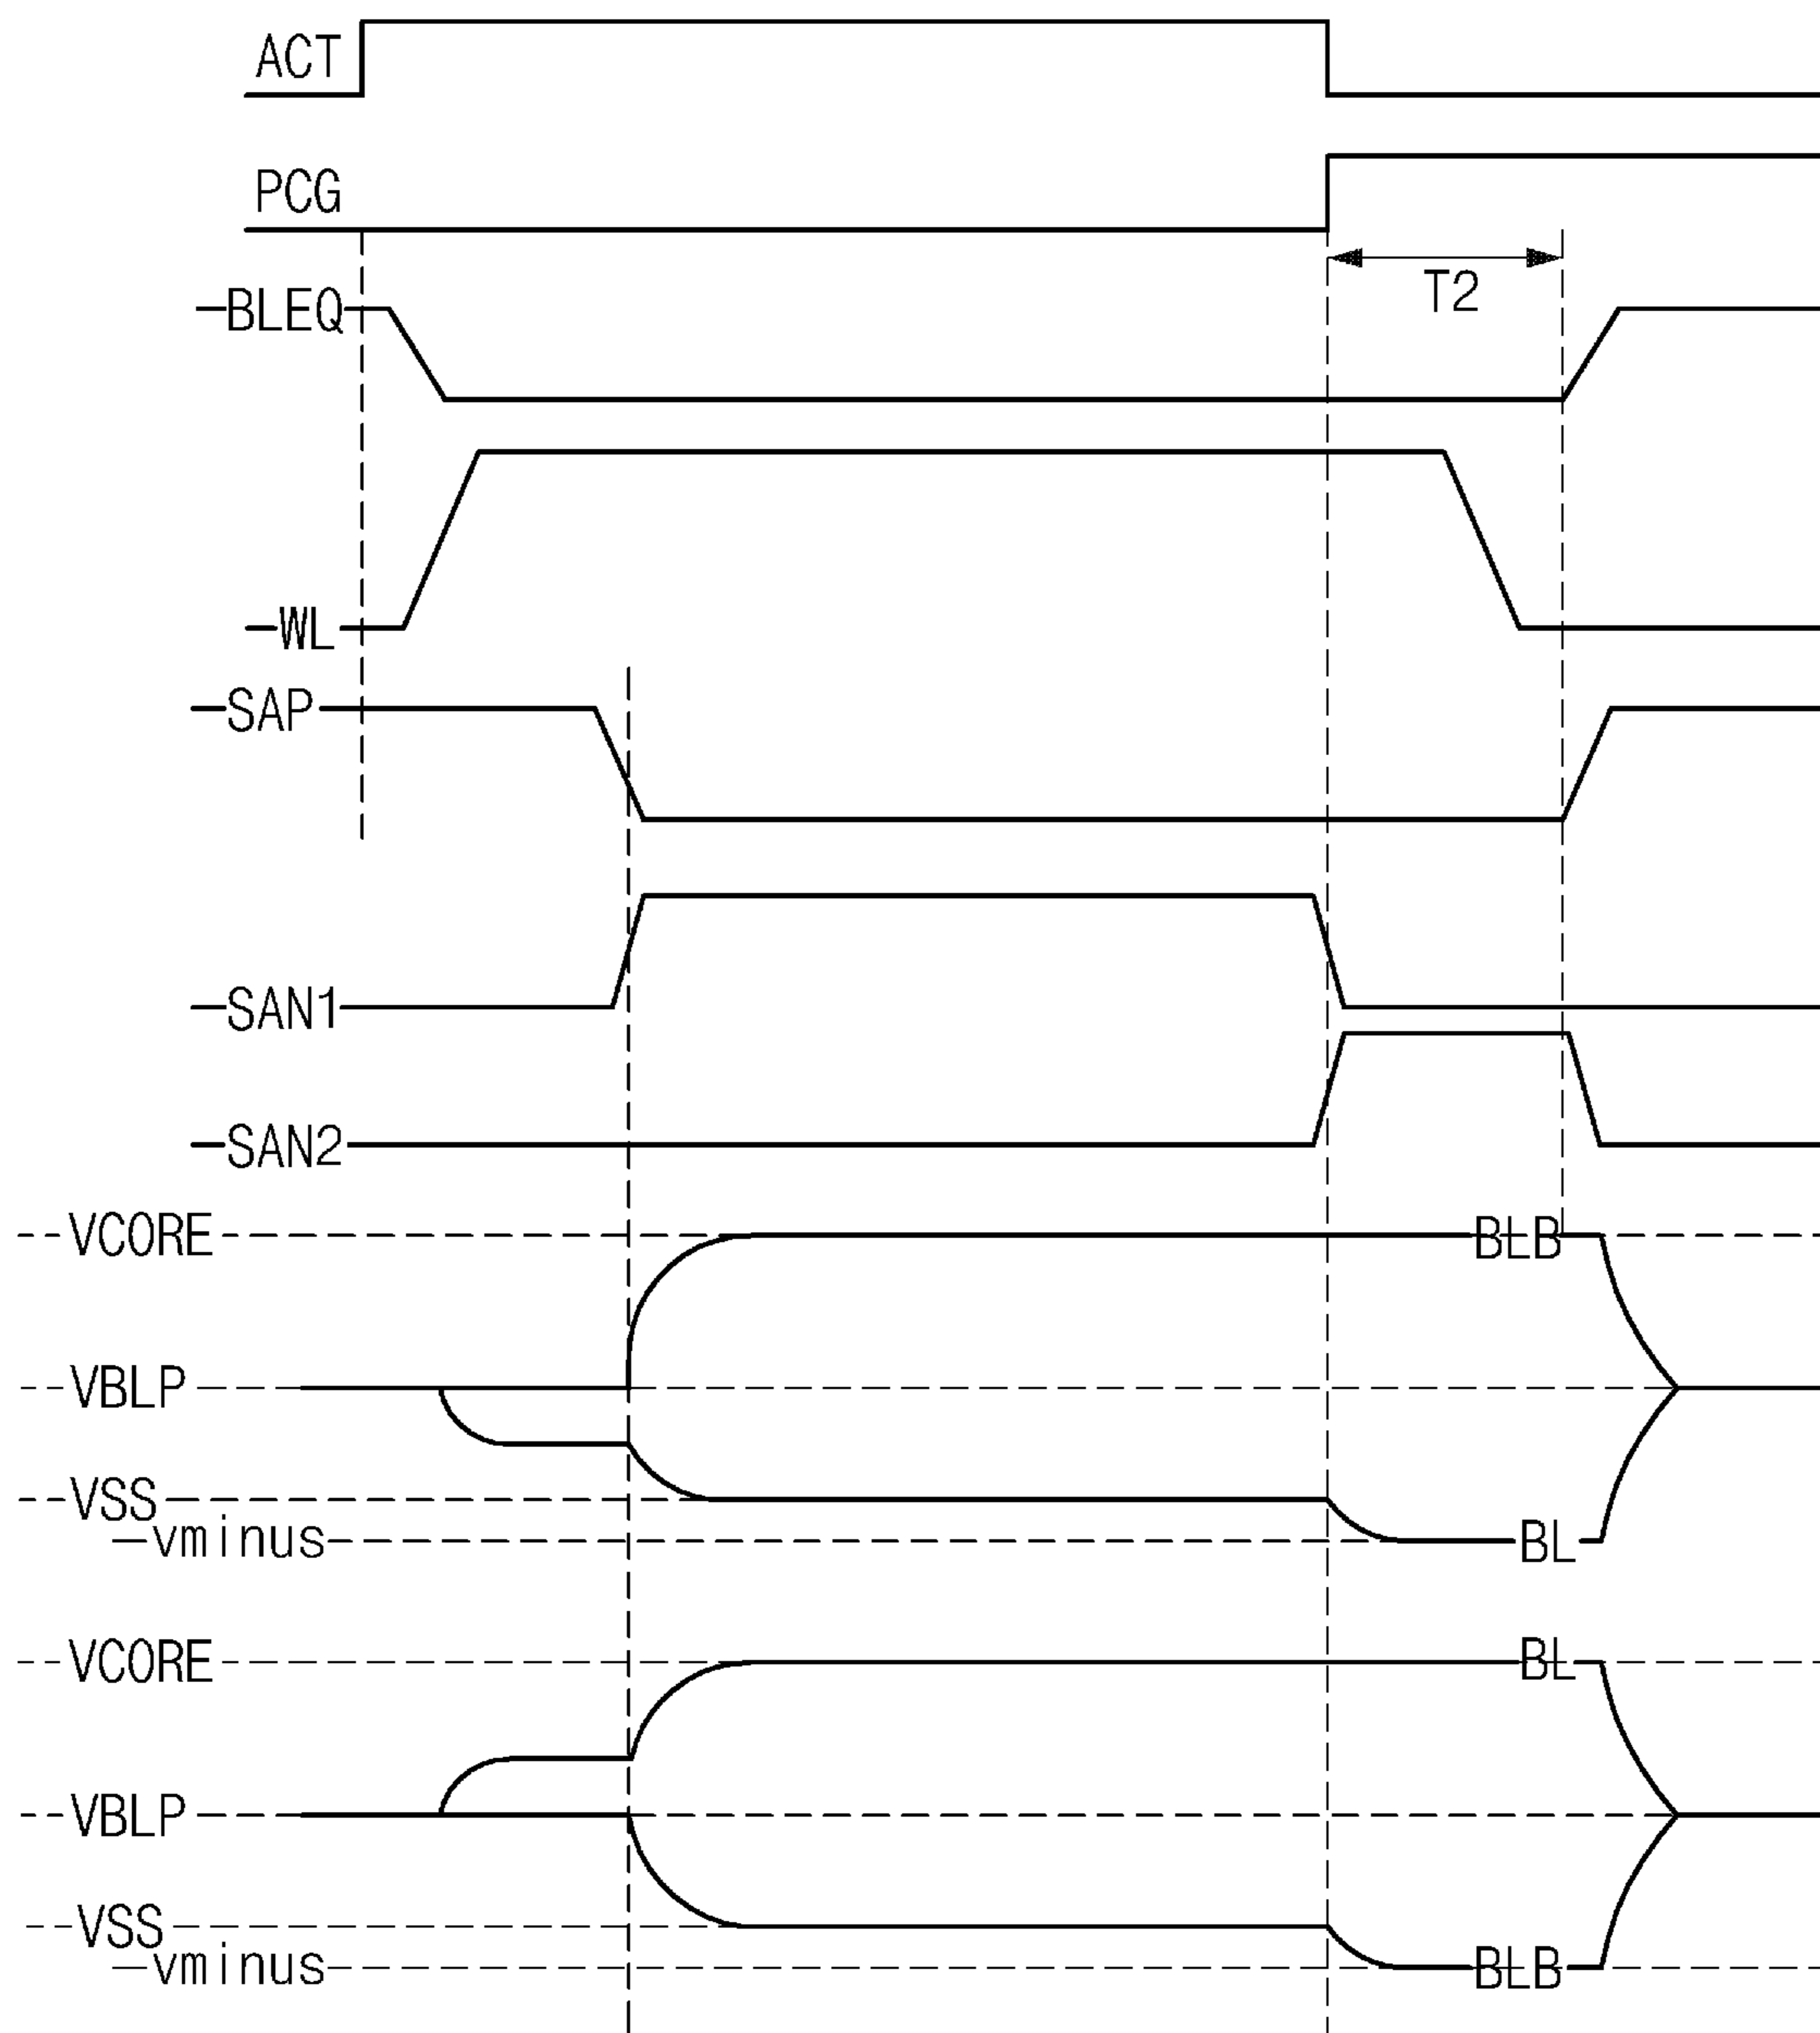 ACT
PCG
T2
BLEQ
WL
SAP
SAN1
SAN2
VCORE
BLB
VBLP
VSS
vminus
BL
VCORE
BL
VBLP
VSS
vminus
BLB